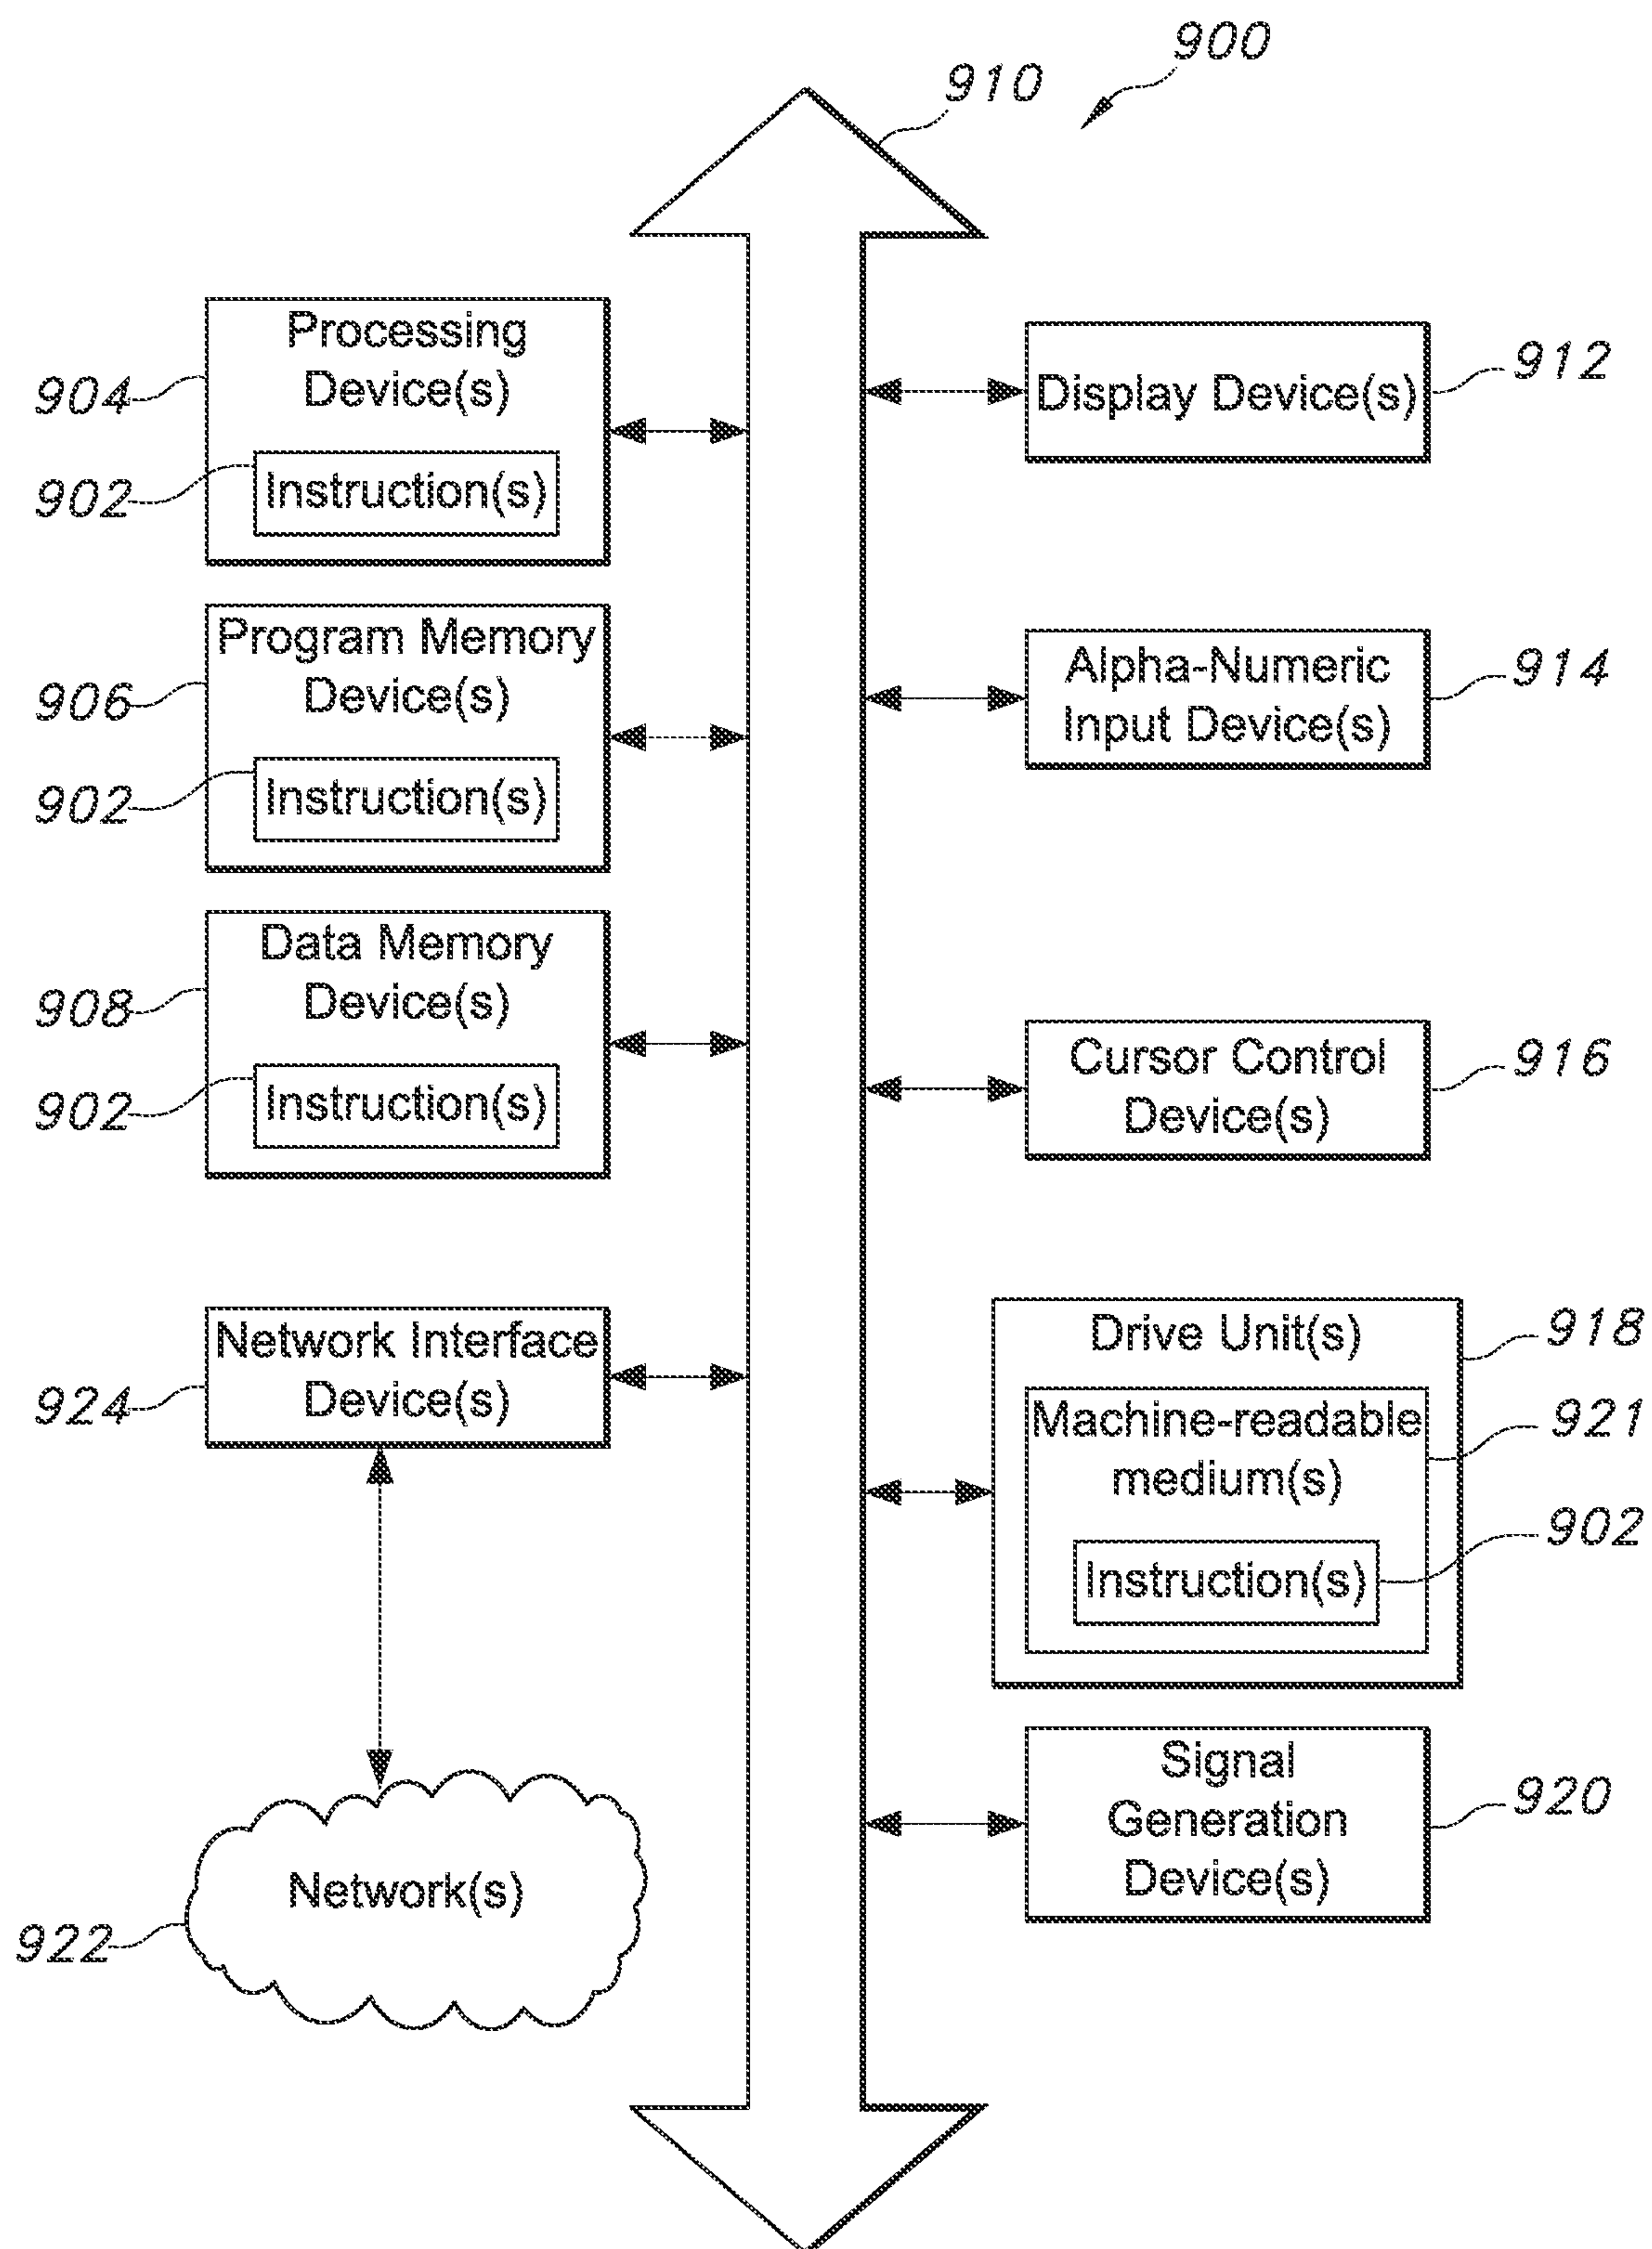 900
910
Processing
Device(s)
904
Instruction(s)
902
Program Memory
Device(s)
906
Instruction(s)
902
Data Memory
Device(s)
908
Instruction(s)
902
Network Interface
Device(s)
924
Network(s)
922
Display Device(s)
912
Alpha-Numeric
Input Device(s)
914
Cursor Control
Device(s)
916
Drive Unit(s)
918
Machine-readable
medium(s)
921
Instruction(s)
902
Signal
Generation
Device(s)
920